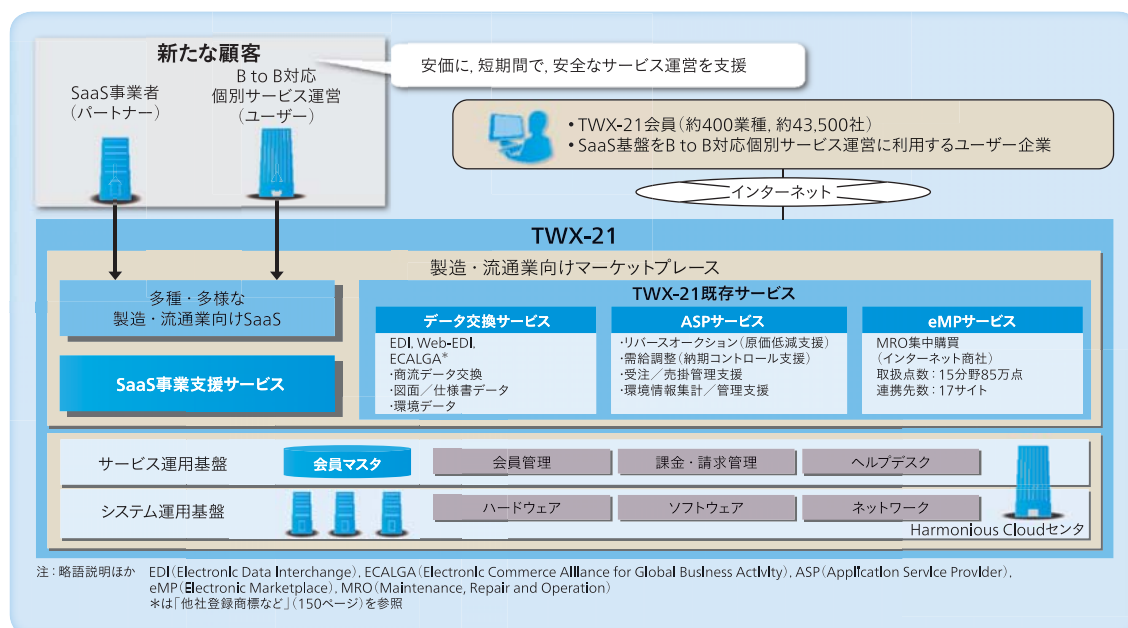 新たな顧客
SaaS事業者
(パートナー)
B to B対応
個別サービス運営
(ユーザー)
安価に, 短期間で, 安全なサービス運営を支援
• TWX-21会員(約400業種, 約43,500社)
• SaaS基盤をB to B対応個別サービス運営に利用するユーザー企業
インターネット
TWX-21
製造・流通業向けマーケットプレース
多種・多様な
製造・流通業向けSaaS
SaaS事業支援サービス
TWX-21既存サービス
データ交換サービス
EDI, Web-EDI,
ECALGA*
・商流データ交換
・図面/仕様書データ
・環境データ
ASPサービス
・リバースオークション(原価低減支援)
・需給調整(納期コントロール支援)
・受注/売掛管理支援
・環境情報集計/管理支援
eMPサービス
MRO集中購買
(インターネット商社)
取扱点数:15分野85万点
連携先数:17サイト
サービス運用基盤
会員マスタ
会員管理
課金・請求管理
ヘルプデスク
システム運用基盤
ハードウェア
ソフトウェア
ネットワーク
Harmonious Cloudセンタ
注:略語説明ほか EDI(Electronic Data Interchange), ECALGA(Electronic Commerce Alliance for Global Business Activity), ASP(Application Service Provider),
eMP(Electronic Marketplace), MRO(Maintenance, Repair and Operation)
*は「他社登録商標など」(150ページ)を参照